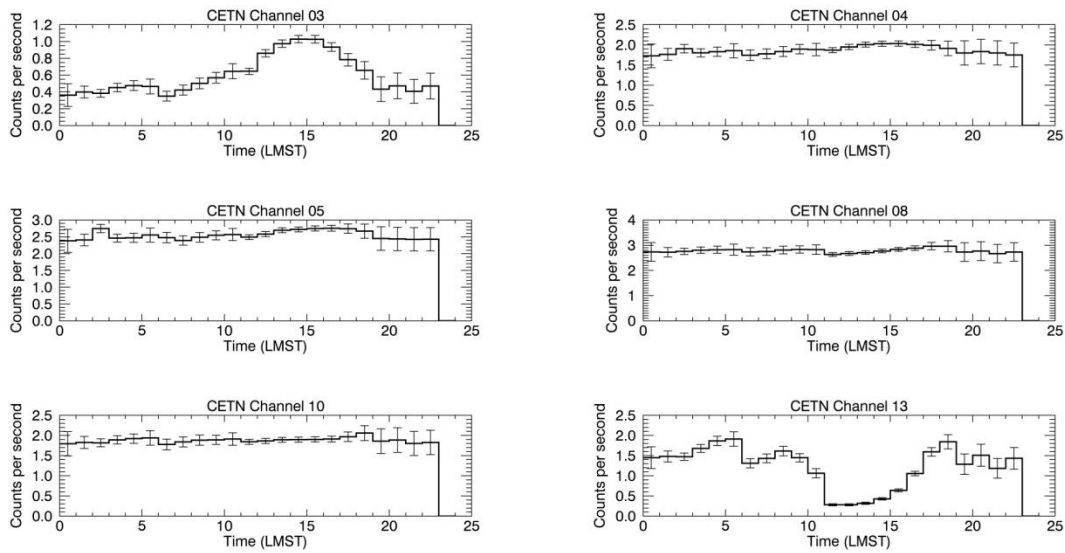 CETN Channel 03
Counts per second
1.2
1.0
0.8
0.6
0.4
0.2
0.0
0 5 10 15 20 25
Time (LMST)
CETN Channel 04
Counts per second
2.5
2.0
1.5
1.0
0.5
0.0
0 5 10 15 20 25
Time (LMST)
CETN Channel 05
Counts per second
3.0
2.5
2.0
1.5
1.0
0.5
0.0
0 5 10 15 20 25
Time (LMST)
CETN Channel 08
Counts per second
4
3
2
1
0
0 5 10 15 20 25
Time (LMST)
CETN Channel 10
Counts per second
2.5
2.0
1.5
1.0
0.5
0.0
0 5 10 15 20 25
Time (LMST)
CETN Channel 13
Counts per second
2.5
2.0
1.5
1.0
0.5
0.0
0 5 10 15 20 25
Time (LMST)